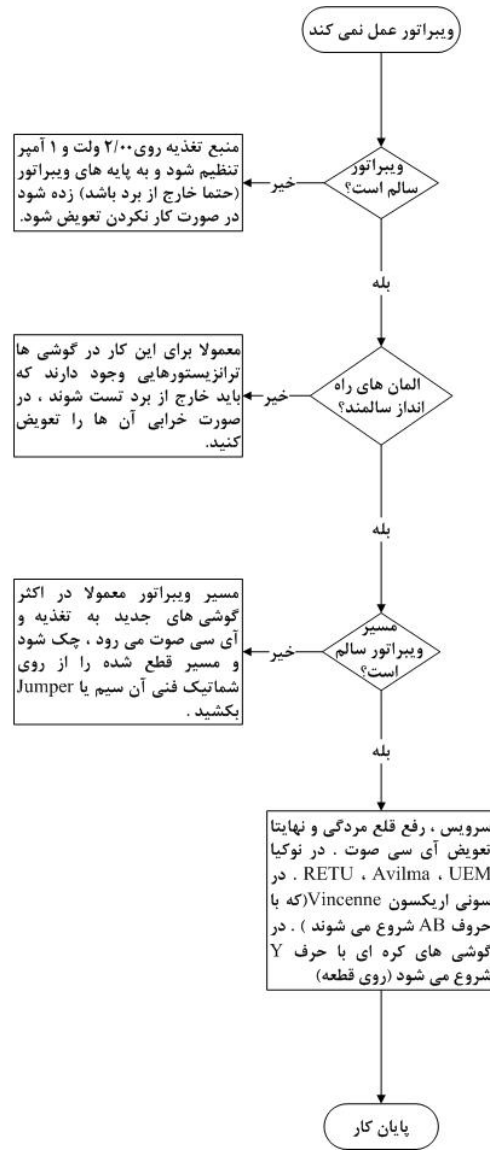 ویبراتور عمل نمی کند
ویبراتور
سالم است؟
خیر
منبع تغذیه روی۲/۰۰ ولت و ۱ آمپر
تنظیم شود و به پایه های ویبراتور
(حتما خارج از برد باشد) زده شود
در صورت کار نکردن تعویض شود.
بله
المان های راه
انداز سالمند؟
خیر
معمولا برای این کار در گوشی ها
ترانزیستورهایی وجود دارند که
باید خارج از برد تست شوند ، در
صورت خرابی آن ها را تعویض
کنید.
بله
مسیر
ویبراتور سالم
است؟
خیر
مسیر ویبراتور معمولا در اکثر
گوشی های جدید به تغذیه و
آی سی صوت می رود ، چک شود
و مسیر قطع شده را از روی
شماتیک فنی آن سیم یا Jumper
بکشید .
بله
سرویس ، رفع قلع مردگی و نهایتا
تعویض آی سی صوت . در نوکیا
RETU ، Avilma ، UEM . در
سونی اریکسون Vincenne(که با
حروف AB شروع می شوند ) . در
گوشی های کره ای با حرف Y
شروع می شود (روی قطعه)
پایان کار